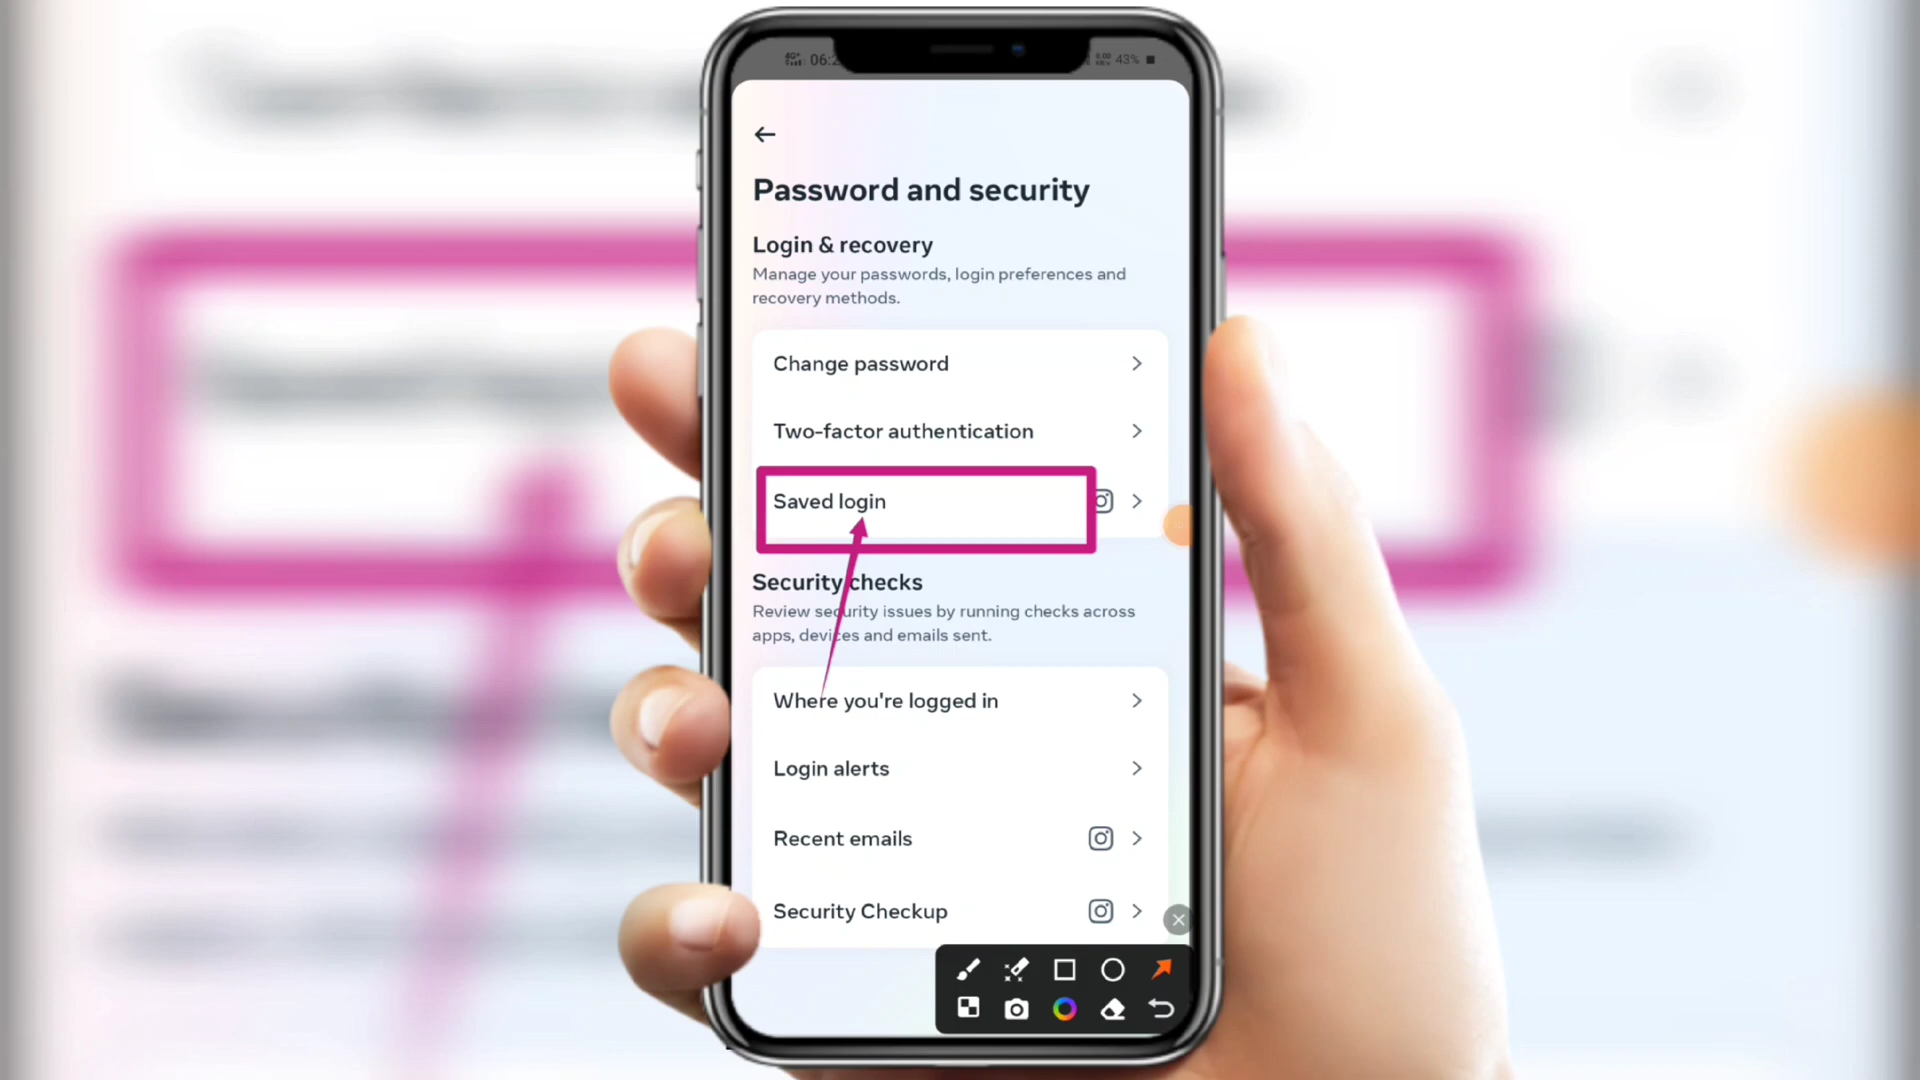 43%
Password and security
Login & recovery
Manage your passwords, login preferences and
recovery methods.
Change password
Two-factor authentication
Saved login
Security checks
Review security issues by running checks across
apps, devices and emails sent.
Where you're logged in
Login alerts
Recent emails
Security Checkup